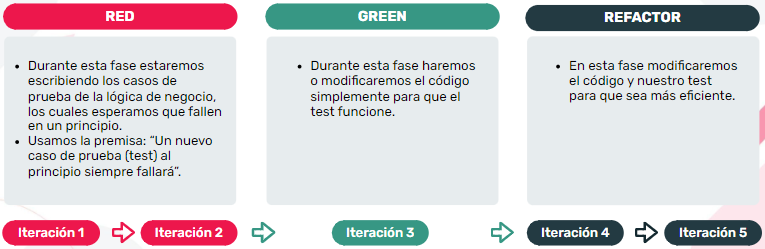 RED
• Durante esta fase estaremos
escribiendo los casos de
prueba de la lógica de negocio,
los cuales esperamos que fallen
en un principio.
• Usamos la premisa: “Un nuevo
caso de prueba (test) al
principio siempre fallará”.
GREEN
• Durante esta fase haremos
o modificaremos el código
simplemente para que el
test funcione.
REFACTOR
• En esta fase modificaremos
el código y nuestro test
para que sea más eficiente.
Iteración 1
Iteración 2
Iteración 3
Iteración 4
Iteración 5